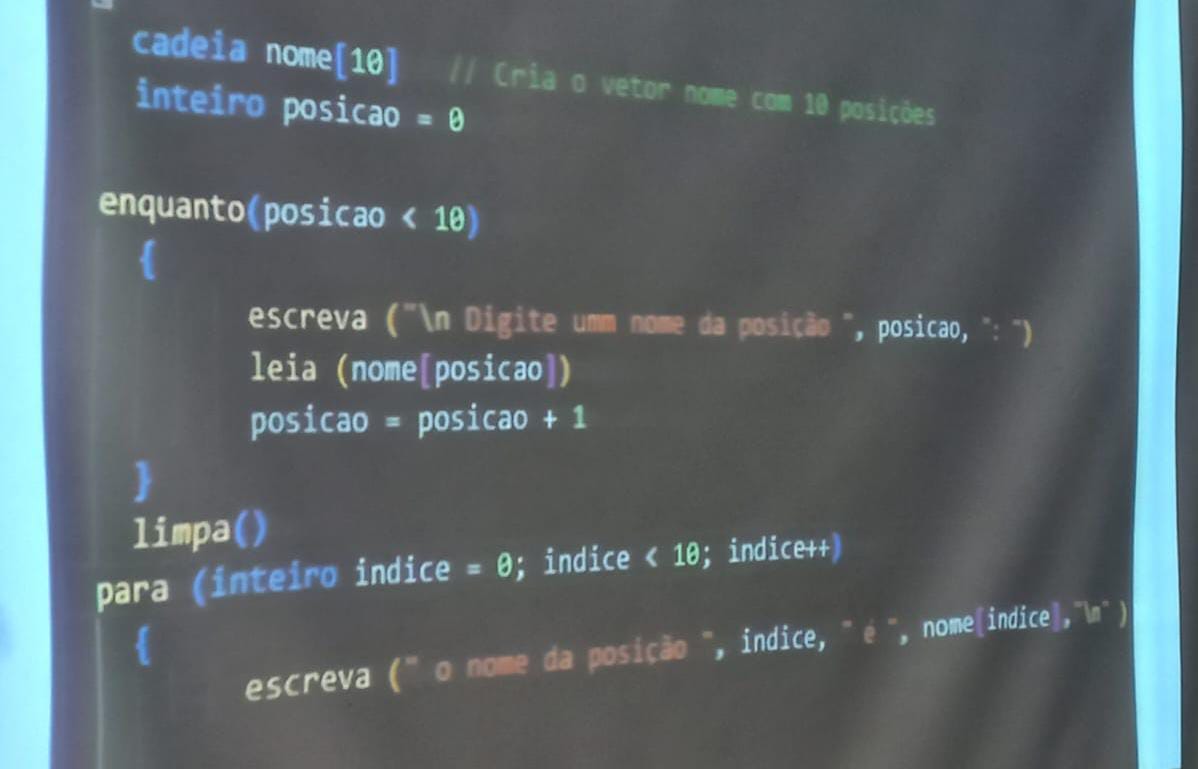 cadeia nome[10] // Cria o vetor nome com 10 posições
inteiro posicao = 0
enquanto(posicao < 10)
{
escreva ("\n Digite umm nome da posição ", posicao, ": ")
leia (nome[posicao])
posicao = posicao + 1
}
limpa()
para (inteiro indice = 0; indice < 10; indice++)
{
escreva (" o nome da posição ", indice, " é ", nome[indice],"\n" )